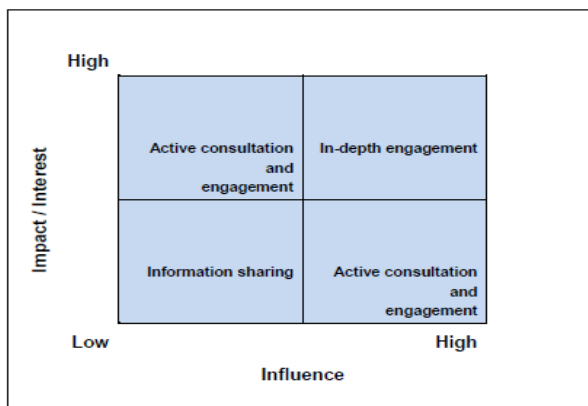 High
Active consultation
and
engagement
In-depth engagement
Impact / Interest
Information sharing
Active consultation
and
engagement
Low
High
Influence